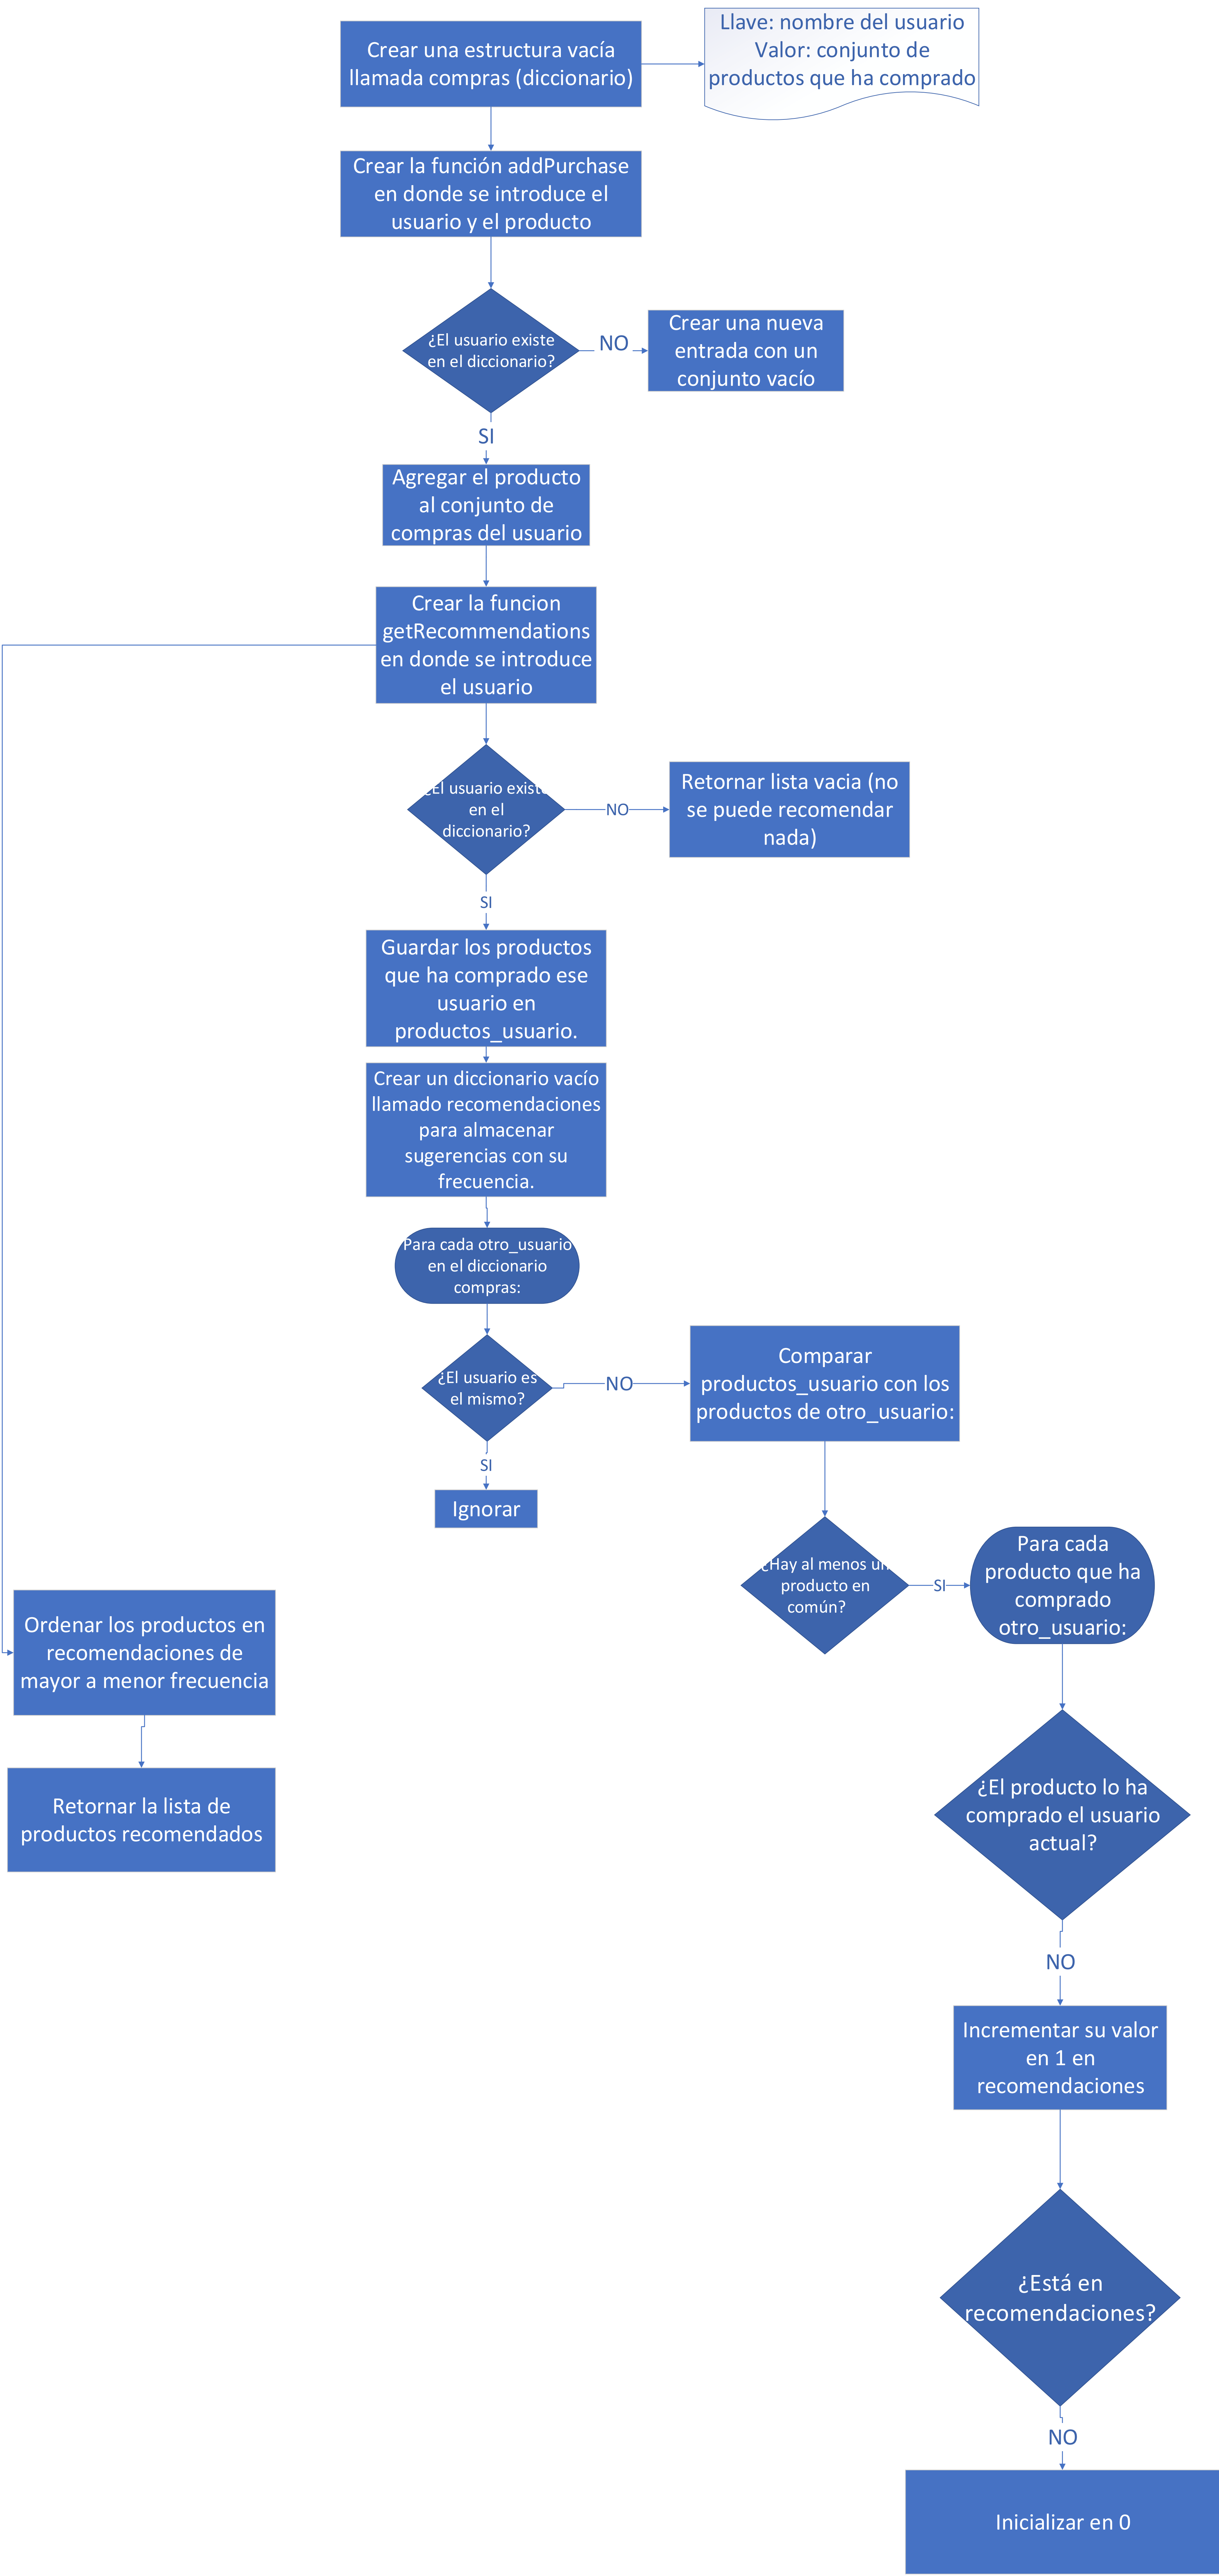 Crear una estructura vacía
llamada compras (diccionario)
Llave: nombre del usuario
Valor: conjunto de
productos que ha comprado
Crear la función addPurchase
en donde se introduce el
usuario y el producto
¿El usuario existe
en el diccionario?
NO
Crear una nueva
entrada con un
conjunto vacío
SI
Agregar el producto
al conjunto de
compras del usuario
Crear la funcion
getRecommendations
en donde se introduce
el usuario
¿El usuario existe
en el
diccionario?
NO
Retornar lista vacia (no
se puede recomendar
nada)
SI
Guardar los productos
que ha comprado ese
usuario en
productos_usuario.
Crear un diccionario vacío
llamado recomendaciones
para almacenar
sugerencias con su
frecuencia.
Para cada otro_usuario
en el diccionario
compras:
¿El usuario es
el mismo?
NO
Comparar
productos_usuario con los
productos de otro_usuario:
SI
Ignorar
¿Hay al menos un
producto en
común?
SI
Para cada
producto que ha
comprado
otro_usuario:
Ordenar los productos en
recomendaciones de
mayor a menor frecuencia
Retornar la lista de
productos recomendados
¿El producto lo ha
comprado el usuario
actual?
NO
Incrementar su valor
en 1 en
recomendaciones
¿Está en
recomendaciones?
NO
Inicializar en 0